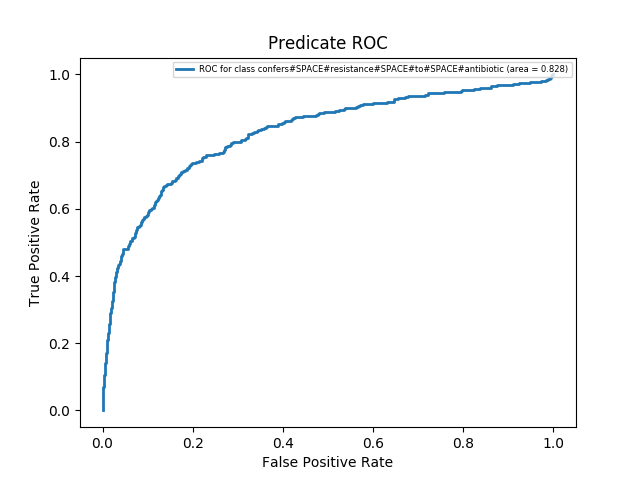 Predicate ROC
ROC for class confers#SPACE#resistance#SPACE#to#SPACE#antibiotic (area = 0.828)
1.0
0.8
0.6
0.4
0.2
0.0
True Positive Rate
0.0 0.2 0.4 0.6 0.8 1.0
False Positive Rate